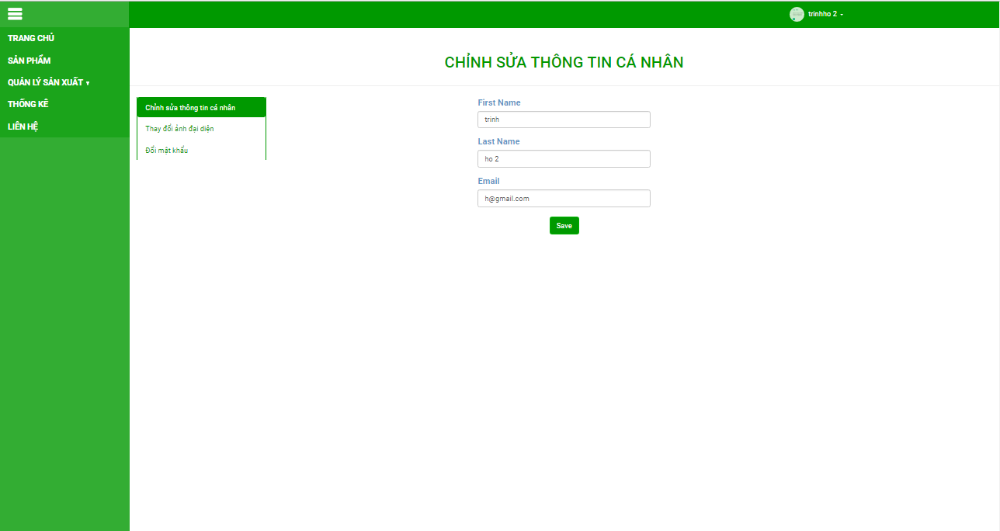 trinhho 2
TRANG CHỦ
SẢN PHẨM
QUẢN LÝ SẢN XUẤT
THỐNG KÊ
LIÊN HỆ
CHỈNH SỬA THÔNG TIN CÁ NHÂN
Chỉnh sửa thông tin cá nhân
Thay đổi ảnh đại diện
Đổi mật khẩu
First Name
trinh
Last Name
ho 2
Email
h@gmail.com
Save